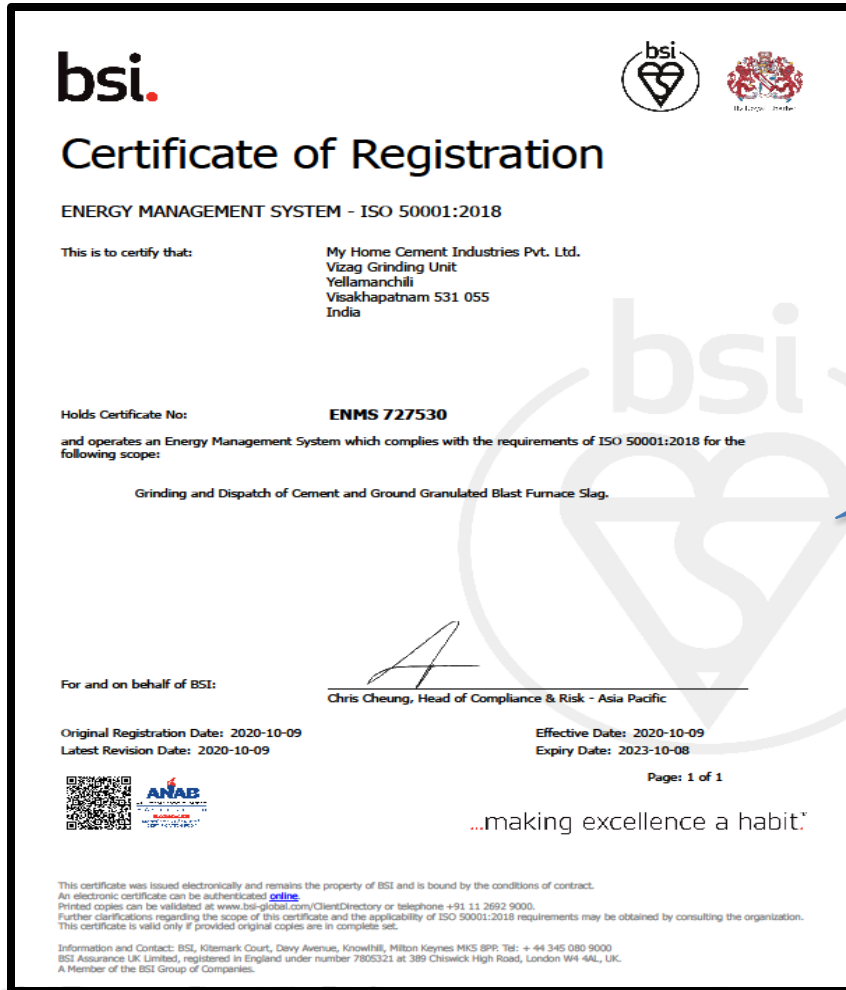 bsi.
bsi
Certificate of Registration
ENERGY MANAGEMENT SYSTEM - ISO 50001:2018
This is to certify that:
My Home Cement Industries Pvt. Ltd.
Vizag Grinding Unit
Yellamanchili
Visakhapatnam 531 055
India
bsi
Holds Certificate No:
ENMS 727530
and operates an Energy Management System which complies with the requirements of ISO 50001:2018 for the
following scope:
Grinding and Dispatch of Cement and Ground Granulated Blast Furnace Slag.
For and on behalf of BSI:
Chris Cheung, Head of Compliance & Risk - Asia Pacific
Original Registration Date: 2020-10-09
Effective Date: 2020-10-09
Latest Revision Date: 2020-10-09
Expiry Date: 2023-10-08
Page: 1 of 1
ANAB
...making excellence a habit.
This certificate was issued electronically and remains the property of BSI and is bound by the conditions of contract.
An electronic certificate can be authenticated online.
Printed copies can be validated at www.bsi-global.com/ClientDirectory or telephone +91 11 2692 9000.
Further clarifications regarding the scope of this certificate and the applicability of ISO 50001:2018 requirements may be obtained by consulting the organization.
This certificate is valid only if provided original copies are in complete set.
Information and Contact: BSI, Kitemark Court, Davy Avenue, Knowlhill, Milton Keynes MK5 8PP. Tel: + 44 345 080 9000
BSI Assurance UK Limited, registered in England under number 7805321 at 389 Chiswick High Road, London W4 4AL, UK.
A Member of the BSI Group of Companies.